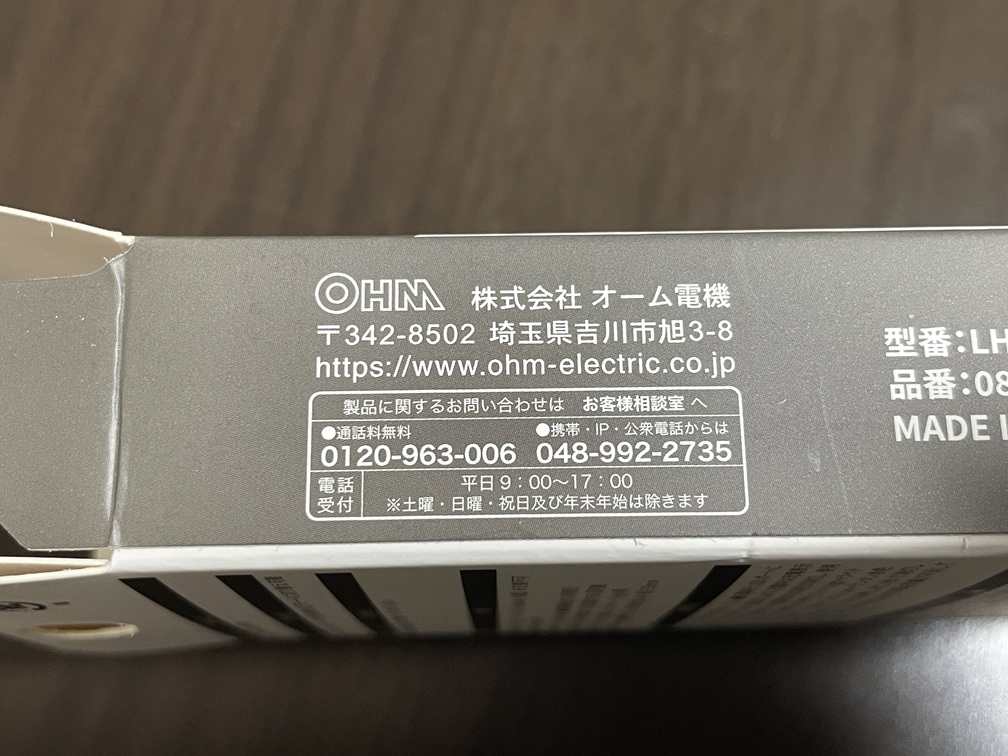 OHM 株式会社 オーム電機
〒342-8502 埼玉県吉川市旭3-8
https://www.ohm-electric.co.jp
製品に関するお問い合わせは お客様相談室 へ
●通話料無料 ●携帯・IP・公衆電話からは
0120-963-006 048-992-2735
電話受付 平日9：00〜17：00
※土曜・日曜・祝日及び年末年始は除きます
型番：LH
品番：08
MADE I